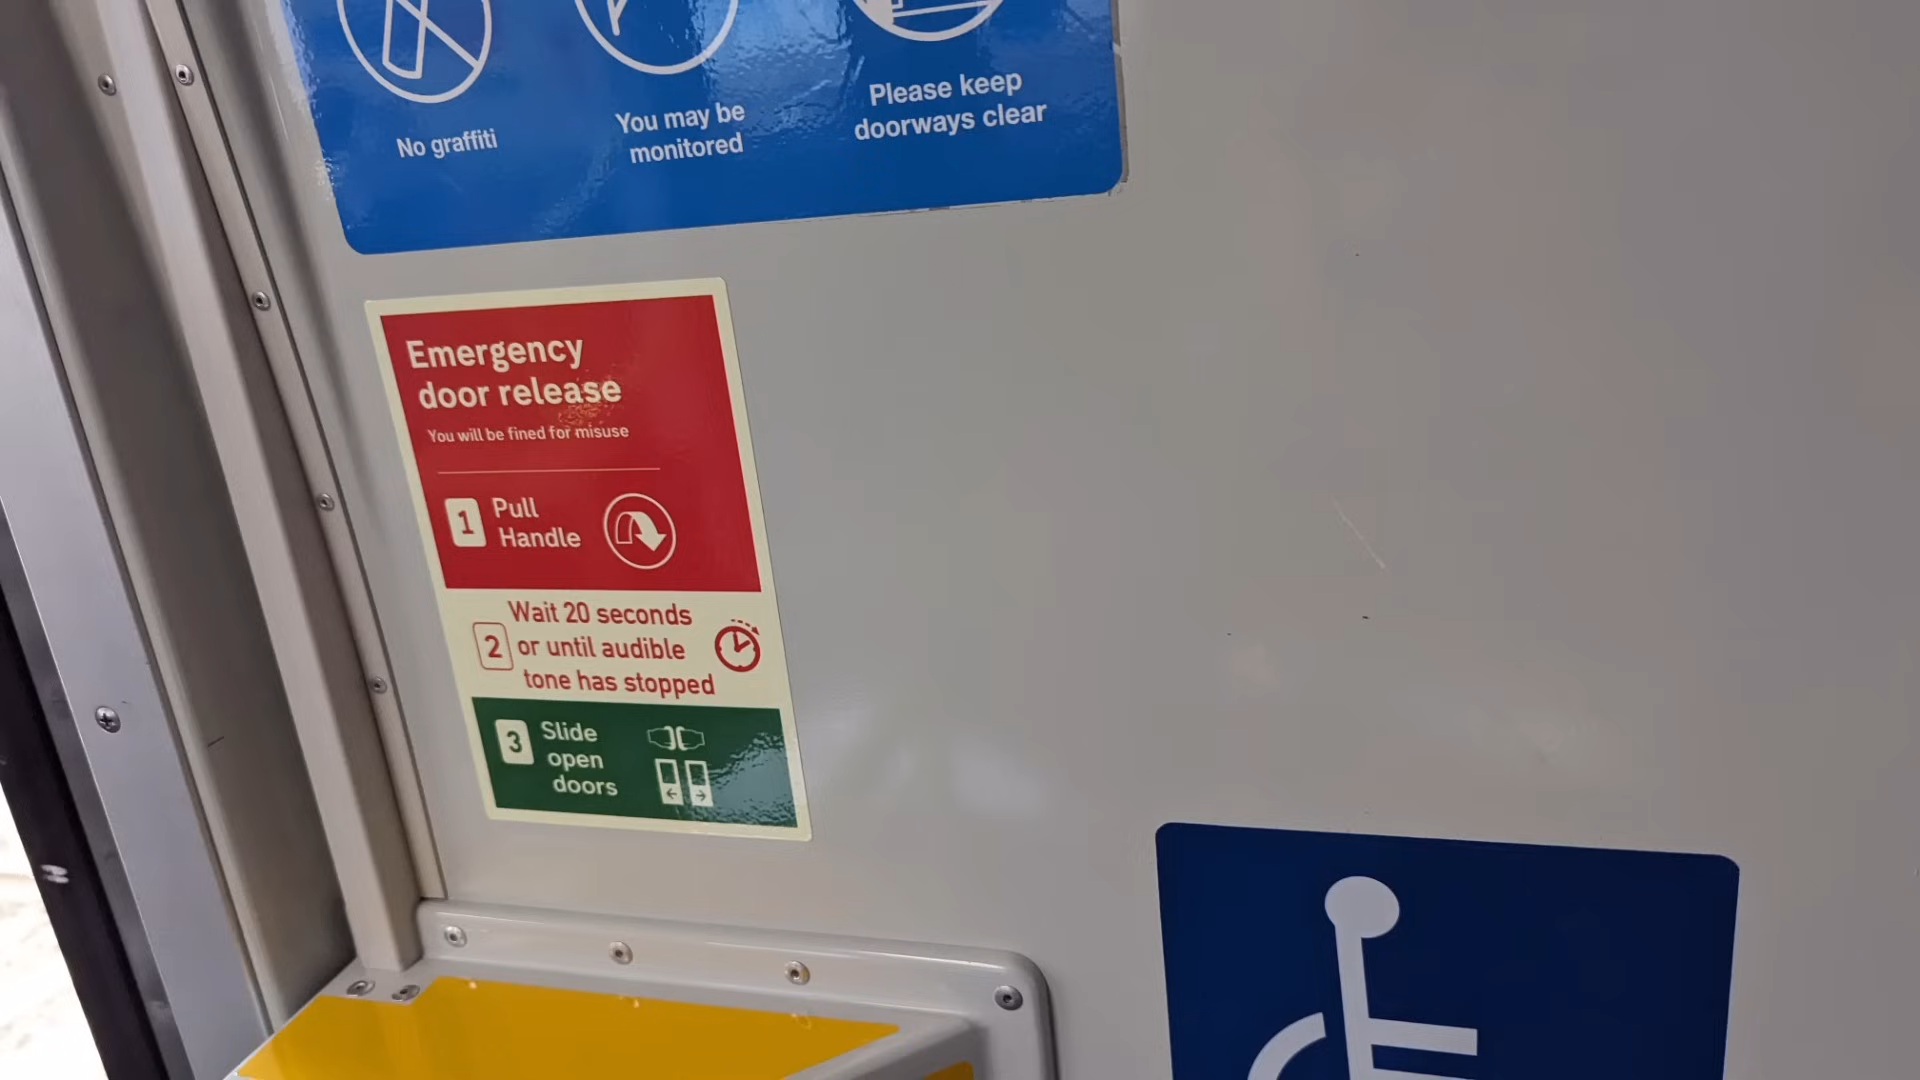 No graffiti
You may be
monitored
Please keep
doorways clear
Emergency
door release
You will be fined for misuse
1 Pull
Handle
Wait 20 seconds
2 or until audible
tone has stopped
3 Slide
open
doors